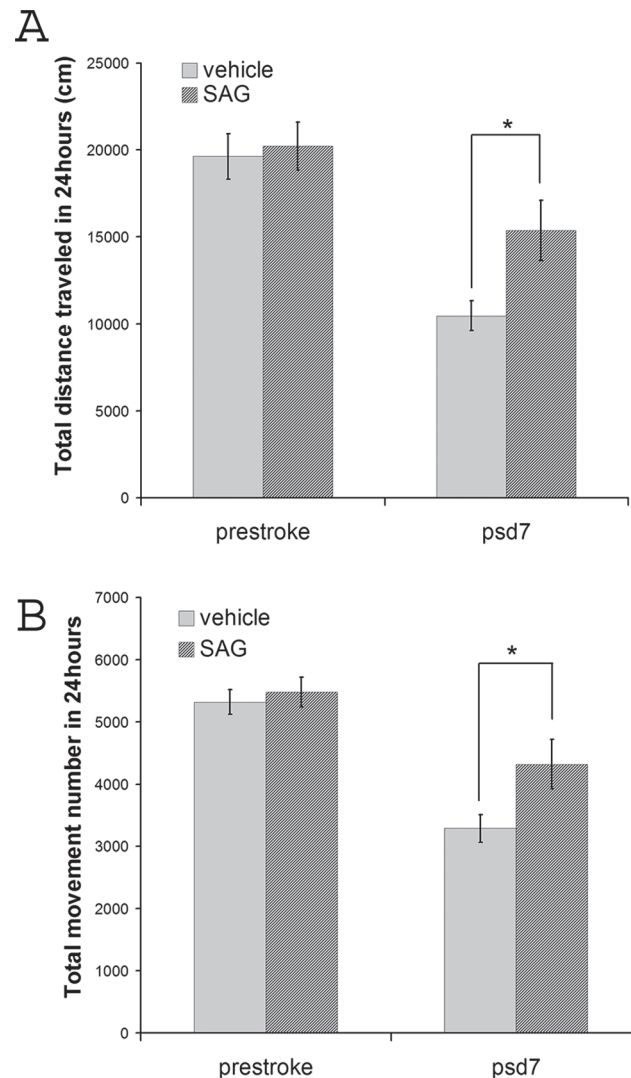 A
Total distance traveled in 24hours (cm)
25000
20000
15000
10000
5000
0
vehicle
SAG
*
prestroke
psd7
B
Total movement number in 24hours
7000
6000
5000
4000
3000
2000
1000
0
vehicle
SAG
*
prestroke
psd7